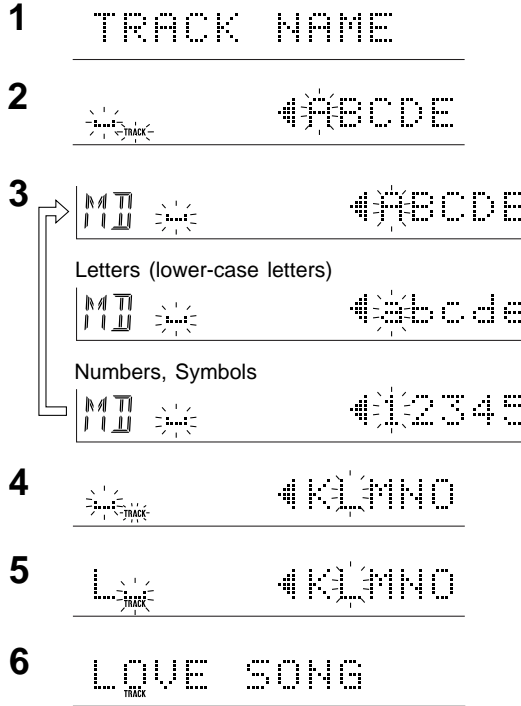 1 TRACK NAME
2 TRACK ABCDE
3 MD ABCDE
Letters (lower-case letters)
MD abcde
Numbers, Symbols
MD 12345
4 TRACK KLMNO
5 L TRACK KLMNO
6 LOVE SONG
TRACK